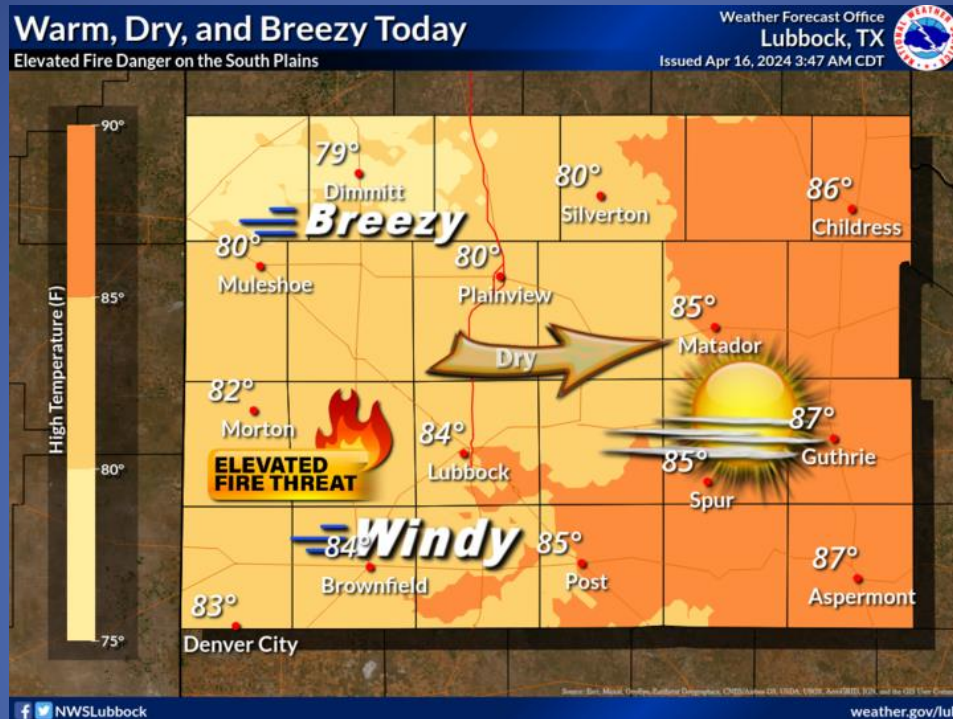 Warm, Dry, and Breezy Today
Elevated Fire Danger on the South Plains
Weather Forecast Office
Lubbock, TX
Issued Apr 16, 2024 3:47 AM CDT
90°
85°
80°
75°
High Temperature (F)
79°
Dimmitt
80°
Silverton
86°
Childress
Breezy
80°
Muleshoe
80°
Plainview
85°
Matador
Dry
82°
Morton
84°
Lubbock
87°
Guthrie
ELEVATED
FIRE THREAT
85°
Spur
Windy
84°
Brownfield
85°
Post
87°
Aspermont
83°
Denver City
NWSLubbock
weather.gov/lu